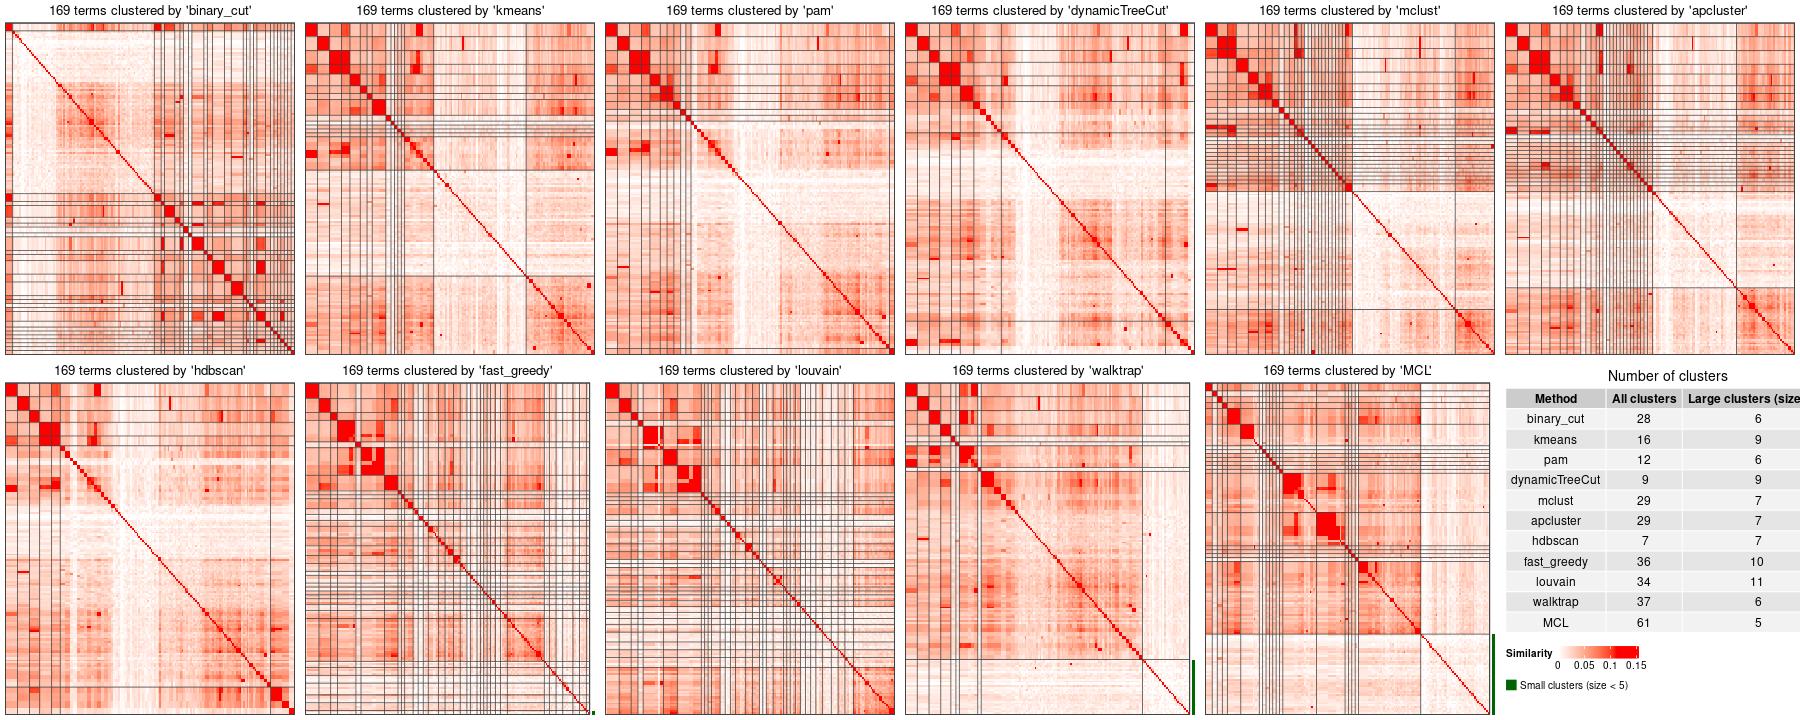 169 terms clustered by 'binary_cut'
169 terms clustered by 'kmeans'
169 terms clustered by 'pam'
169 terms clustered by 'dynamicTreeCut'
169 terms clustered by 'mclust'
169 terms clustered by 'apcluster'
169 terms clustered by 'hdbscan'
169 terms clustered by 'fast_greedy'
169 terms clustered by 'louvain'
169 terms clustered by 'walktrap'
169 terms clustered by 'MCL'
Number of clusters
Method All clusters Large clusters (size
binary_cut 28 6
kmeans 16 9
pam 12 6
dynamicTreeCut 9 9
mclust 29 7
apcluster 29 7
hdbscan 7 7
fast_greedy 36 10
louvain 34 11
walktrap 37 6
MCL 61 5
Similarity
0 0.05 0.1 0.15
Small clusters (size < 5)